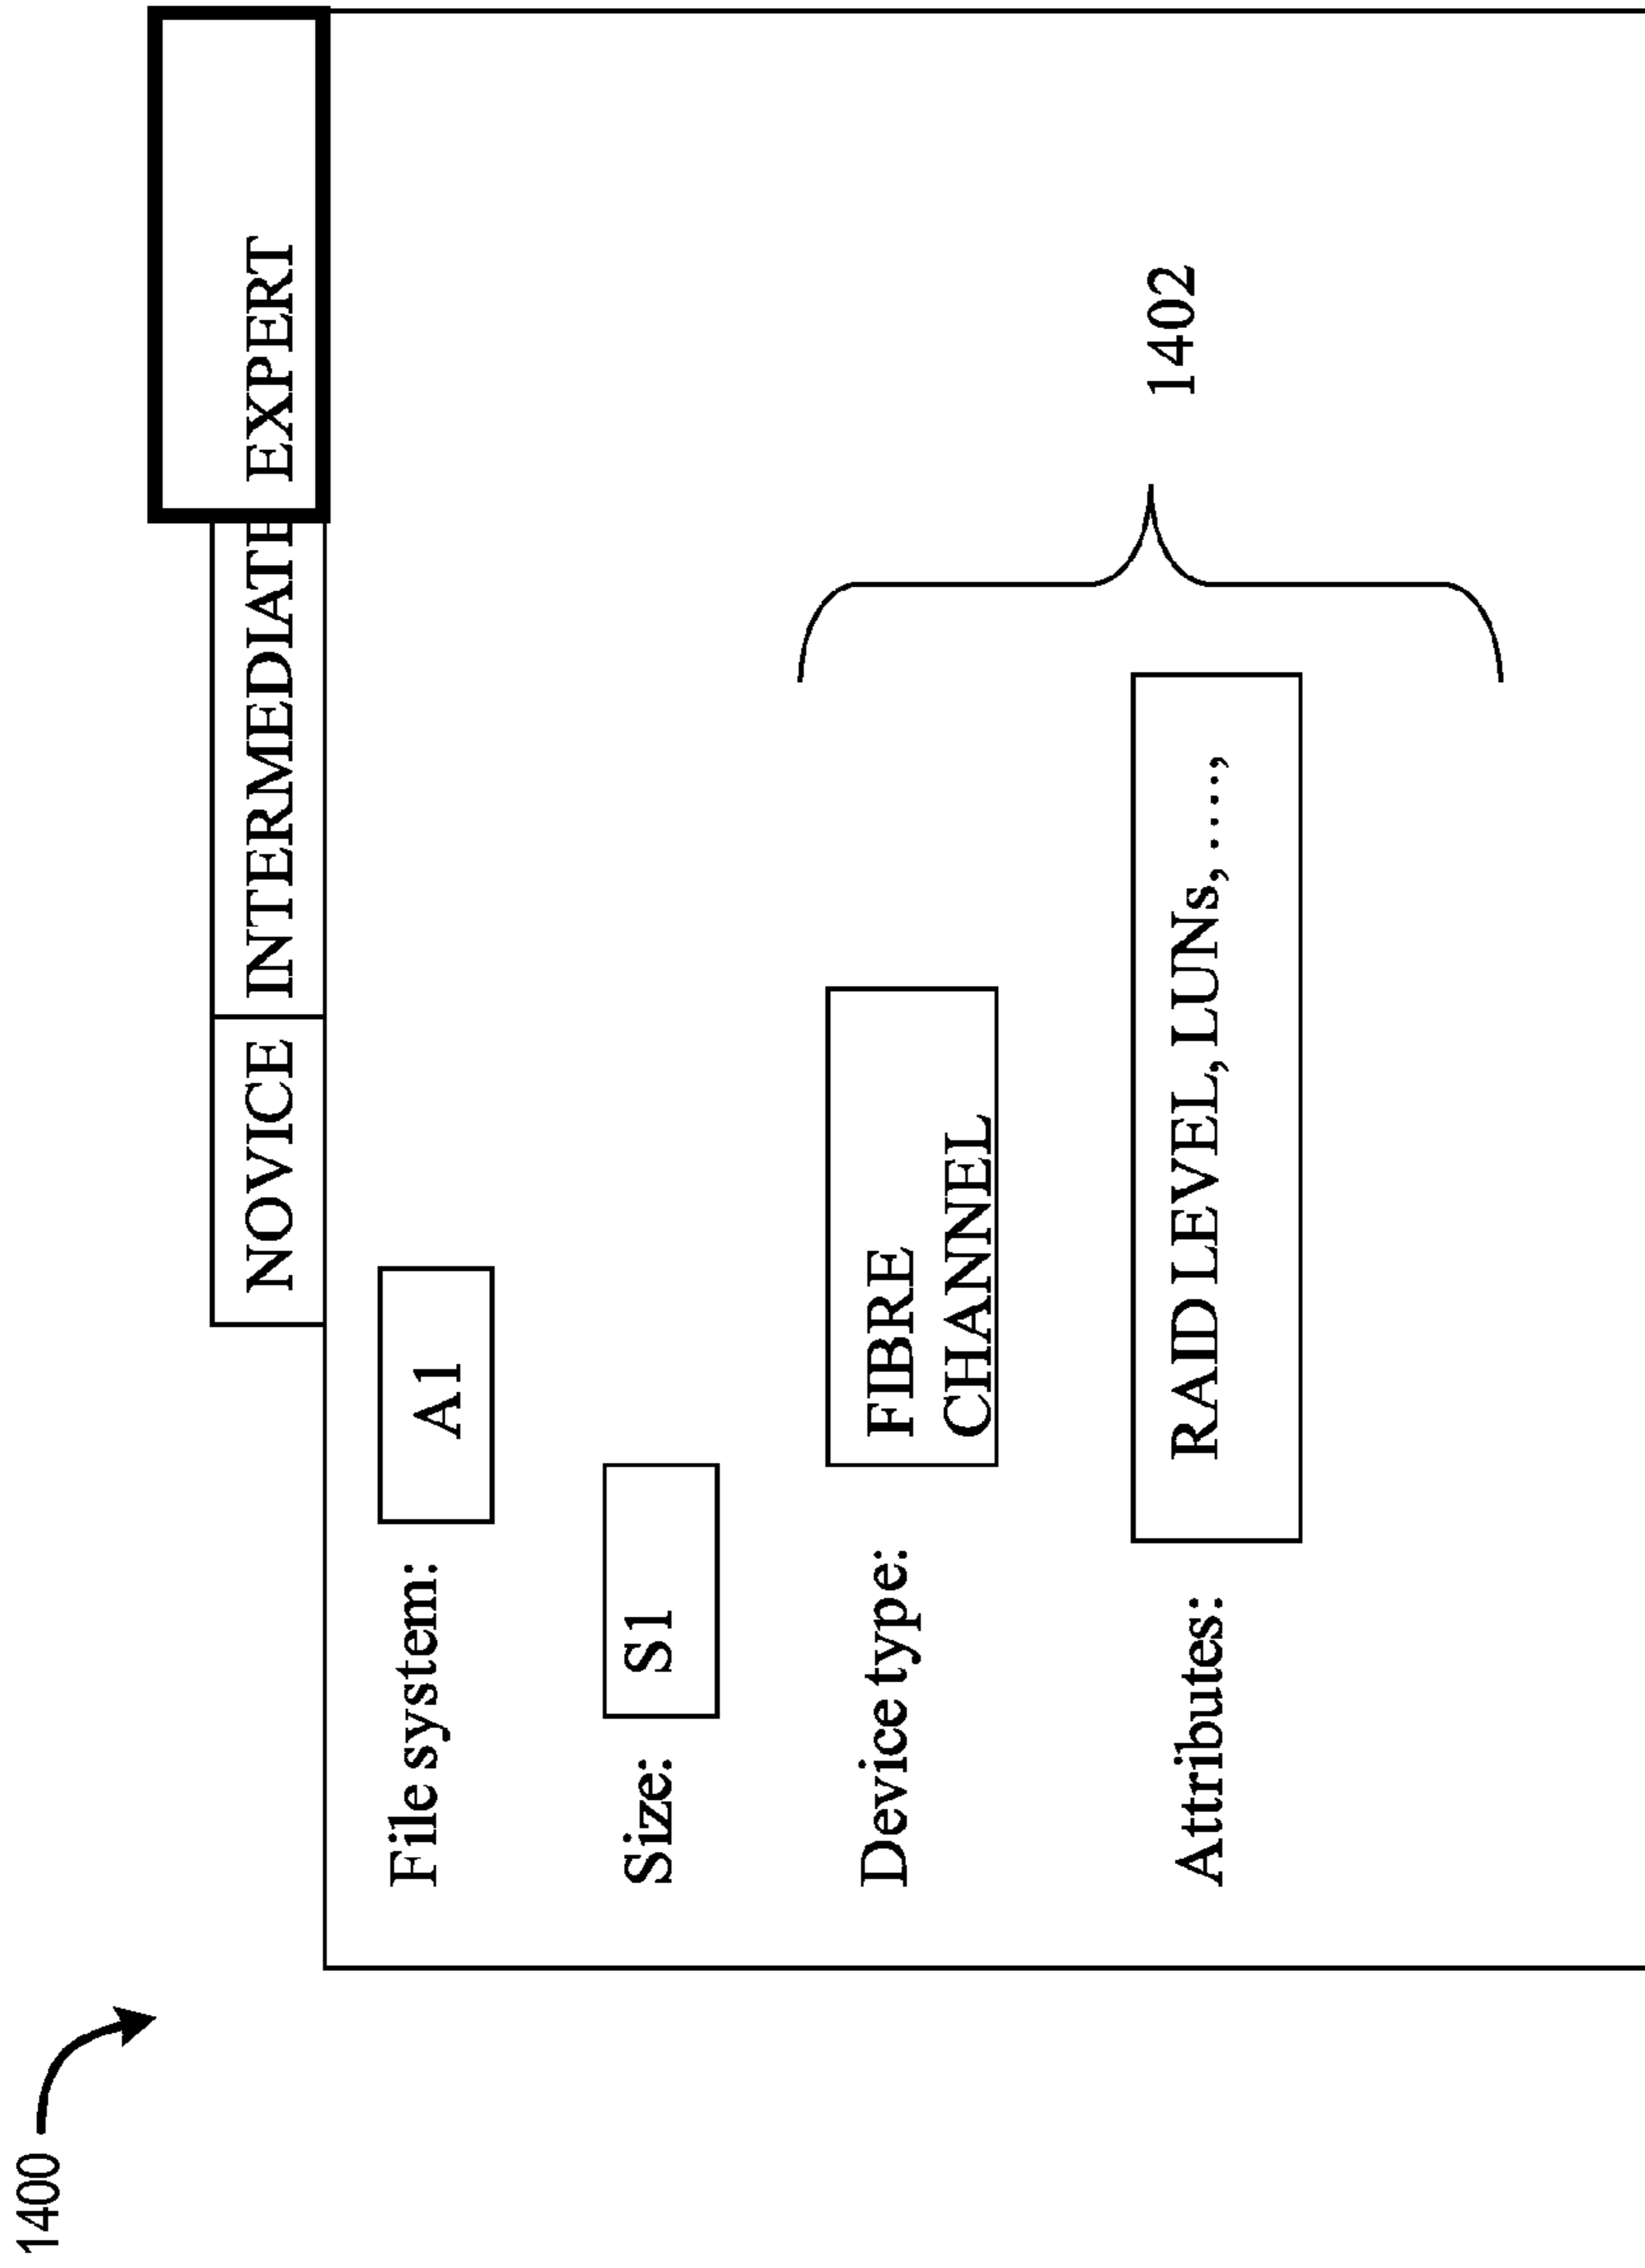 1400
NOVICE INTERMEDIATE EXPERT
File system: A1
Size: S1
Device type: FIBRE
CHANNEL
1402
Attributes: RAID LEVEL, LUNs, ....,